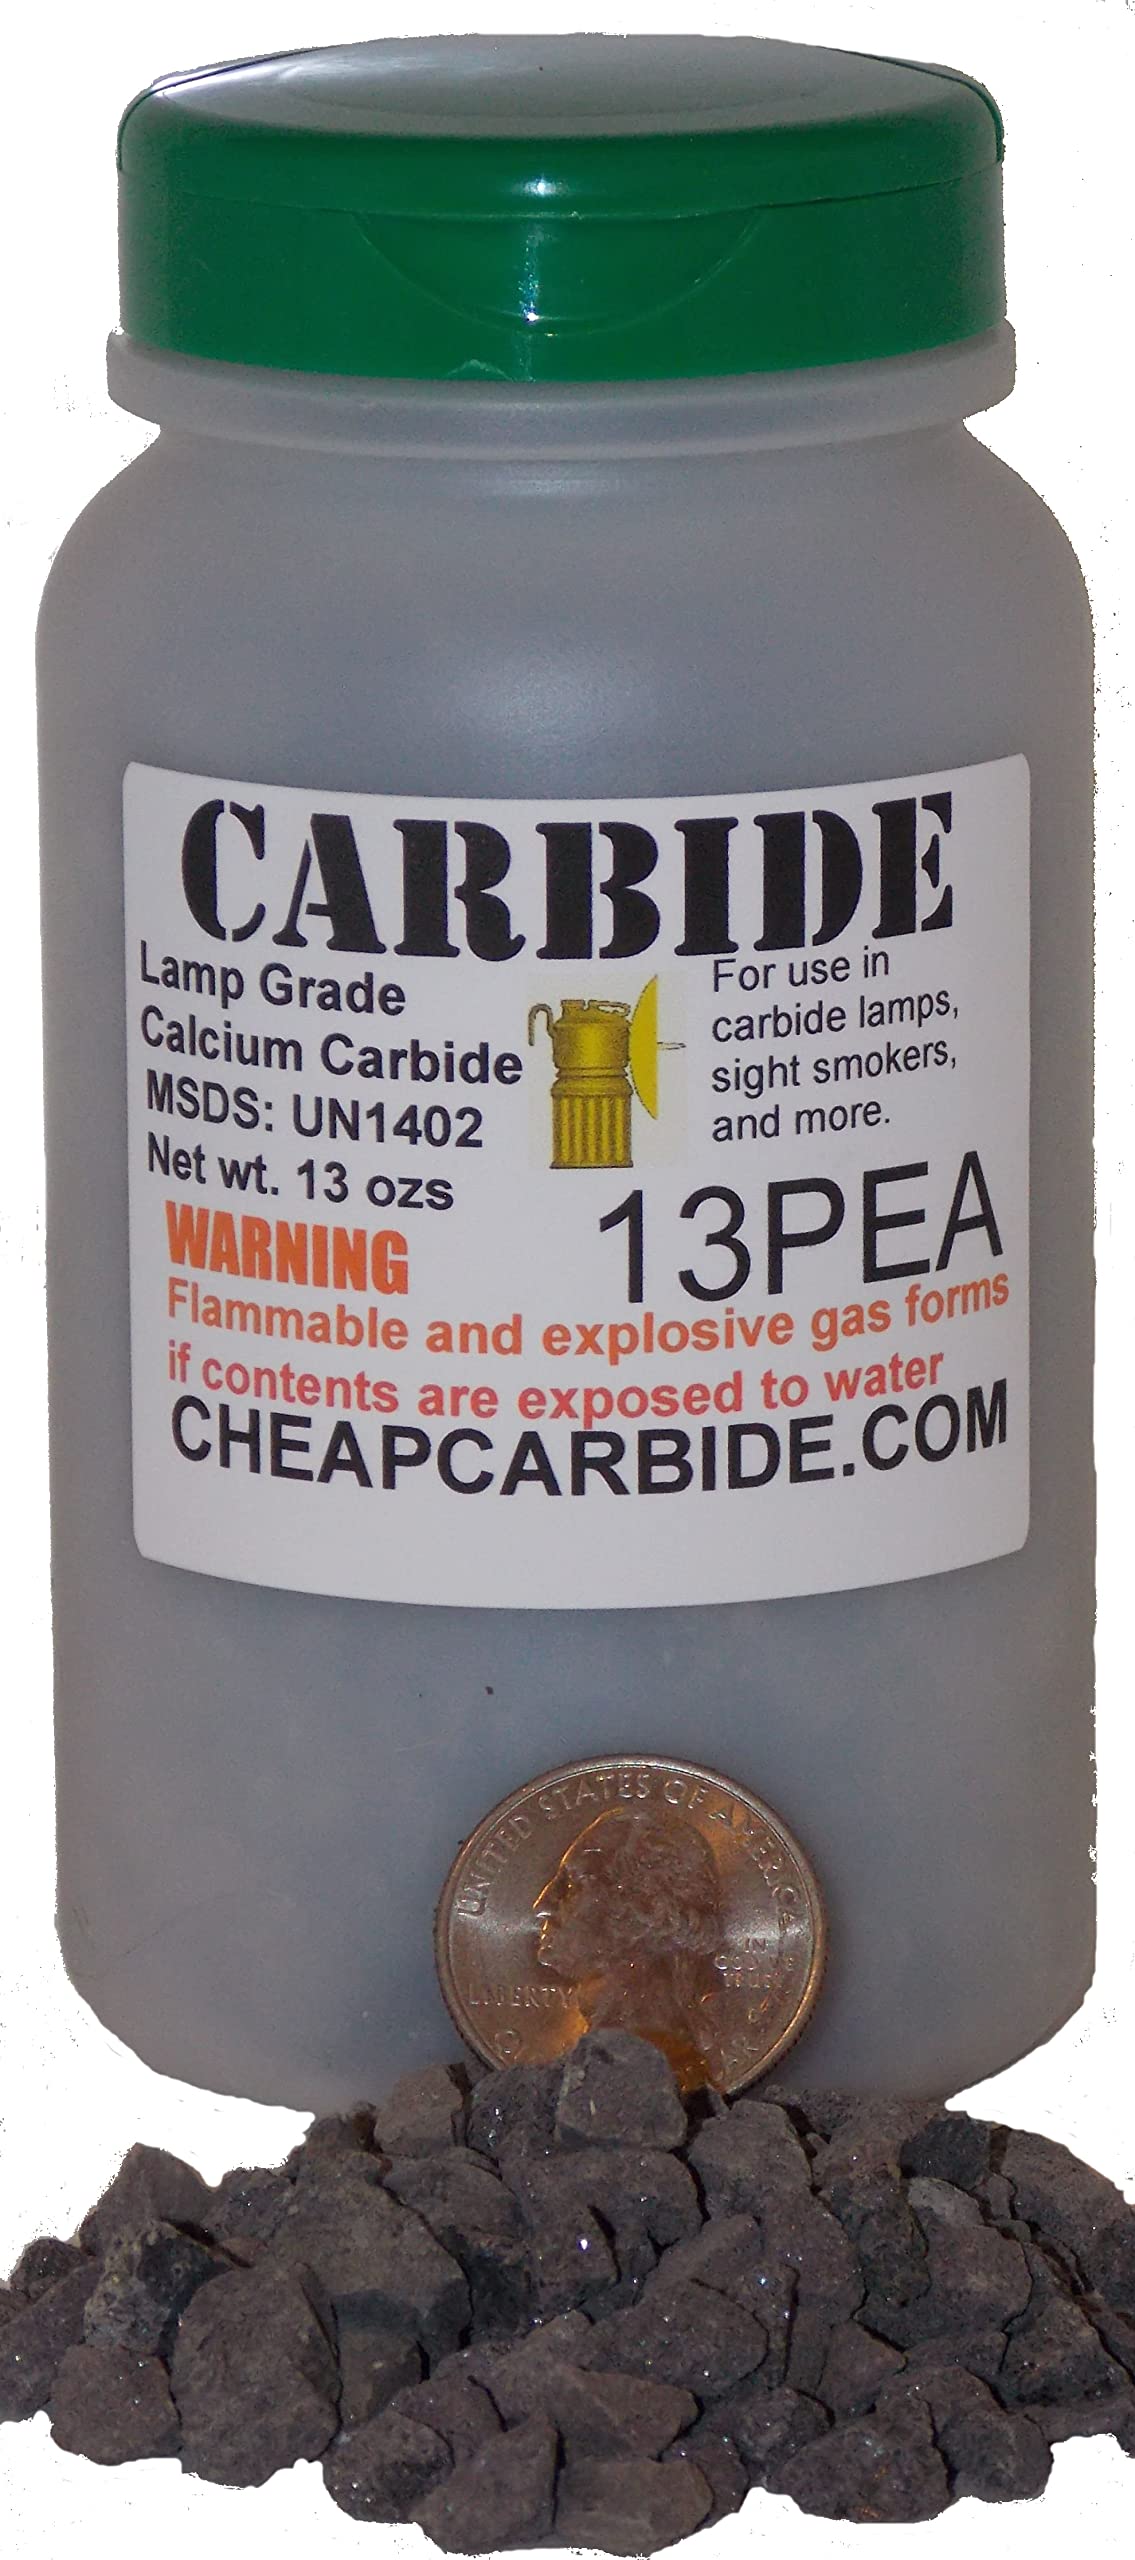 CARBIDE
Lamp Grade
Calcium Carbide
MSDS: UN1402
Net wt. 13 ozs
For use in
carbide lamps,
sight smokers,
and more.
13PEA
WARNING
Flammable and explosive gas forms
if contents are exposed to water
CHEAPCARBIDE.COM
UNITED STATES OF AMERICA
LIBERTY
IN
GOD WE
TRUST